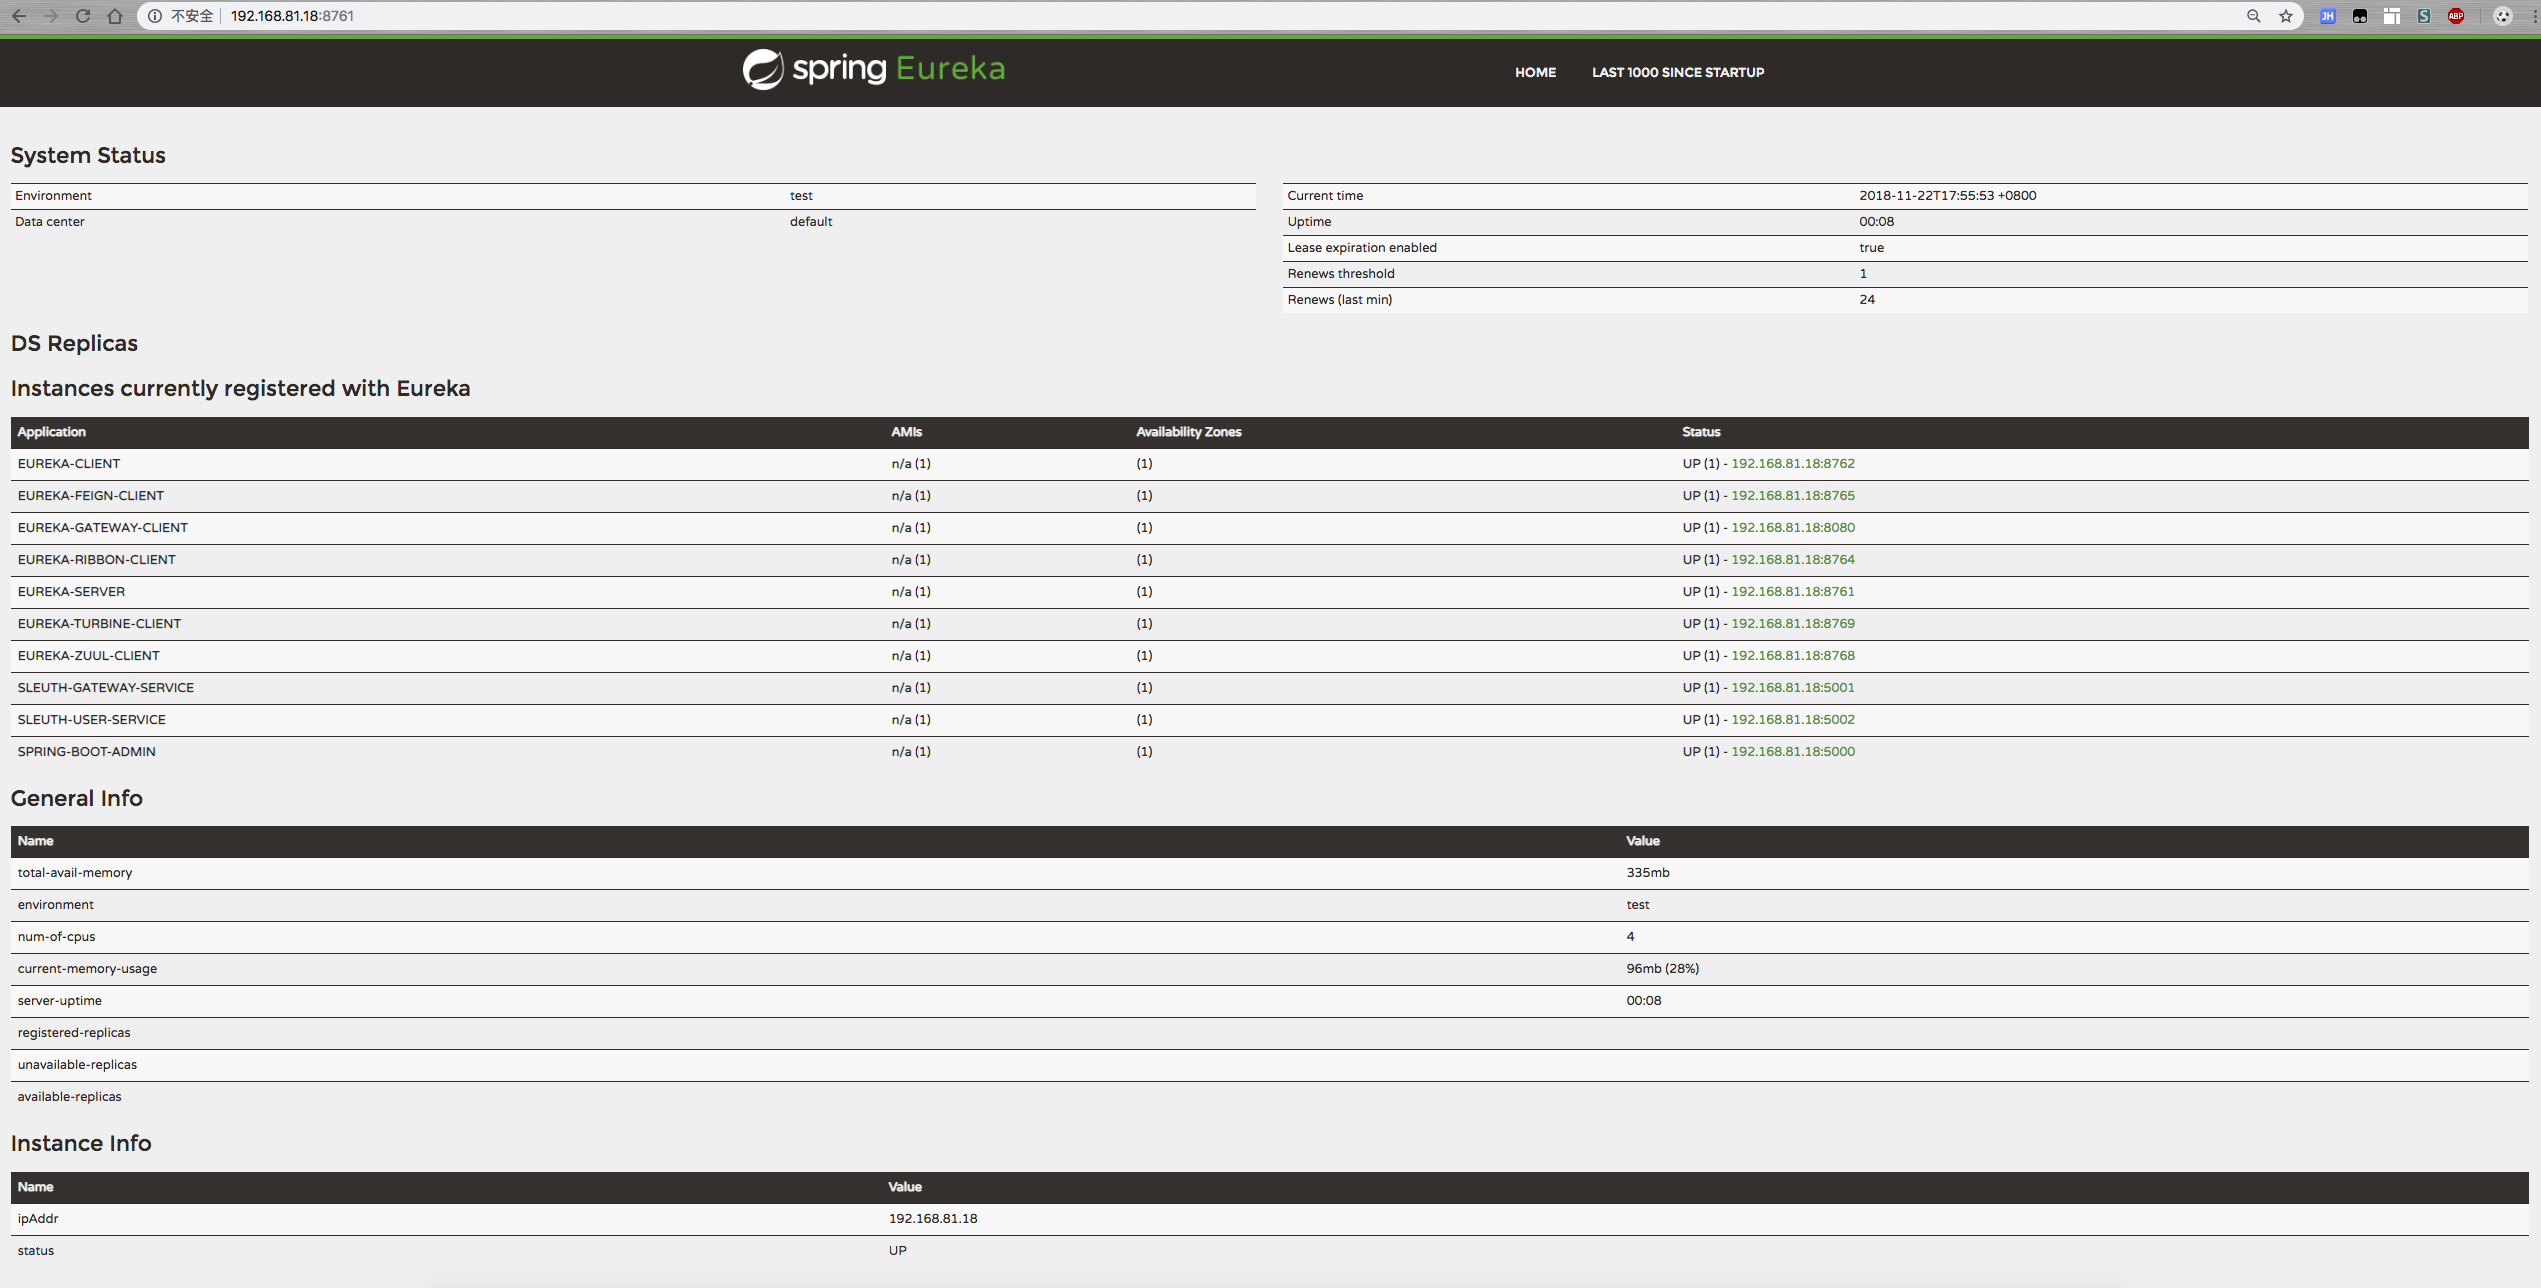 不安全 192.168.81.18:8761
JH S ABP
spring Eureka HOME LAST 1000 SINCE STARTUP
System Status
Environment test
Data center default
Current time 2018-11-22T17:55:53 +0800
Uptime 00:08
Lease expiration enabled true
Renews threshold 1
Renews (last min) 24
DS Replicas
Instances currently registered with Eureka
Application AMIs Availability Zones Status
EUREKA-CLIENT n/a (1) (1) UP (1) - 192.168.81.18:8762
EUREKA-FEIGN-CLIENT n/a (1) (1) UP (1) - 192.168.81.18:8765
EUREKA-GATEWAY-CLIENT n/a (1) (1) UP (1) - 192.168.81.18:8080
EUREKA-RIBBON-CLIENT n/a (1) (1) UP (1) - 192.168.81.18:8764
EUREKA-SERVER n/a (1) (1) UP (1) - 192.168.81.18:8761
EUREKA-TURBINE-CLIENT n/a (1) (1) UP (1) - 192.168.81.18:8769
EUREKA-ZUUL-CLIENT n/a (1) (1) UP (1) - 192.168.81.18:8768
SLEUTH-GATEWAY-SERVICE n/a (1) (1) UP (1) - 192.168.81.18:5001
SLEUTH-USER-SERVICE n/a (1) (1) UP (1) - 192.168.81.18:5002
SPRING-BOOT-ADMIN n/a (1) (1) UP (1) - 192.168.81.18:5000
General Info
Name Value
total-avail-memory 335mb
environment test
num-of-cpus 4
current-memory-usage 96mb (28%)
server-uptime 00:08
registered-replicas
unavailable-replicas
available-replicas
Instance Info
Name Value
ipAddr 192.168.81.18
status UP